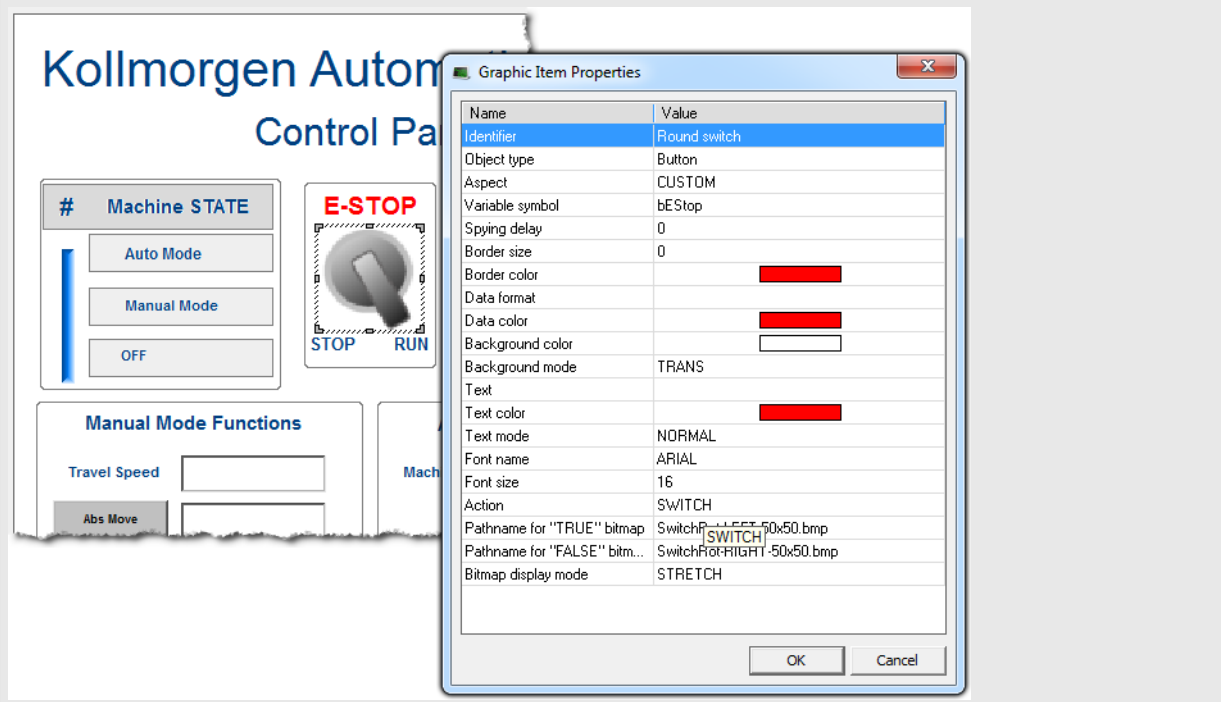 Kollmorgen
Control
# Machine STATE
Auto Mode
Manual Mode
OFF
E-STOP
STOP RUN
Manual Mode Functions
Travel Speed
Abs Move
Graphic Item Properties
Name Value
Identifier Round switch
Object type Button
Aspect CUSTOM
Variable symbol bEStop
Spying delay 0
Border size 0
Border color
Data format
Data color
Background color
Background mode TRANS
Text
Text color
Text mode NORMAL
Font name ARIAL
Font size 16
Action SWITCH
Pathname for "TRUE" bitmap
SWITCH
Pathname for "FALSE" bitm... SwitchRot-RIGHT-50x50.bmp
Bitmap display mode STRETCH
OK Cancel